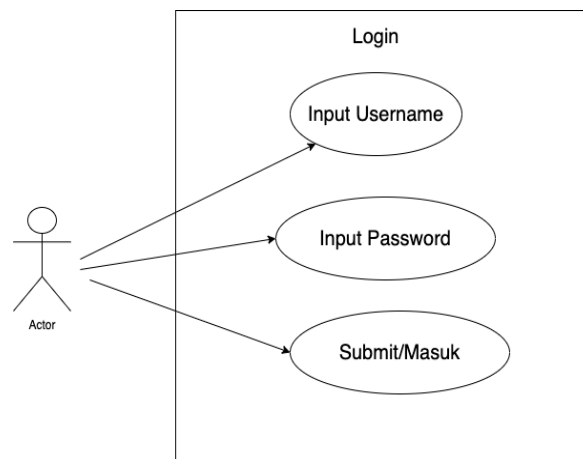 Login
Input Username
Input Password
Actor
Submit/Masuk